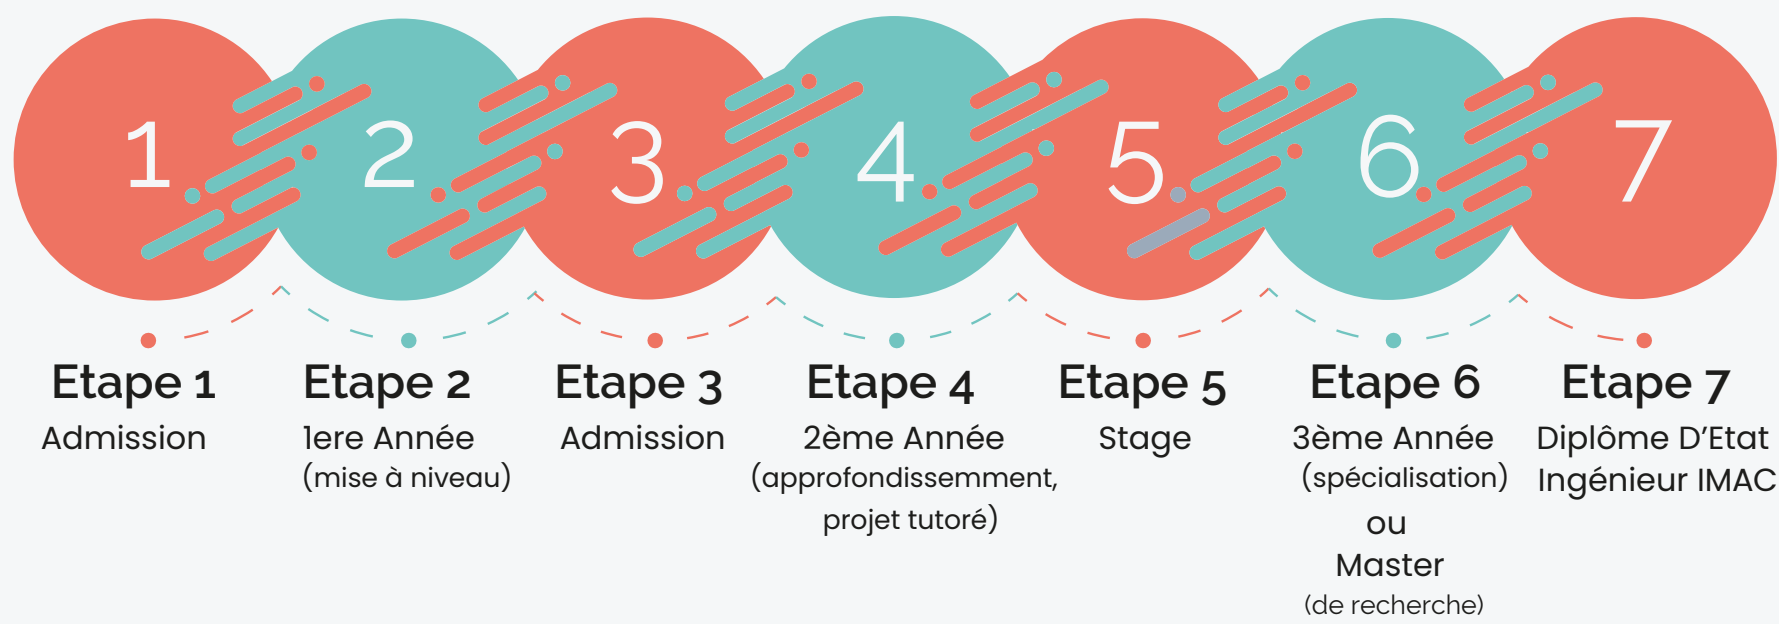 1
2
3
4
5
6
7
Etape 1
Admission
Etape 2
1ere Année
(mise à niveau)
Etape 3
Admission
Etape 4
2ème Année
(approfondissemment,
projet tutoré)
Etape 5
Stage
Etape 6
3ème Année
(spécialisation)
ou
Master
(de recherche)
Etape 7
Diplôme D'Etat
Ingénieur IMAC